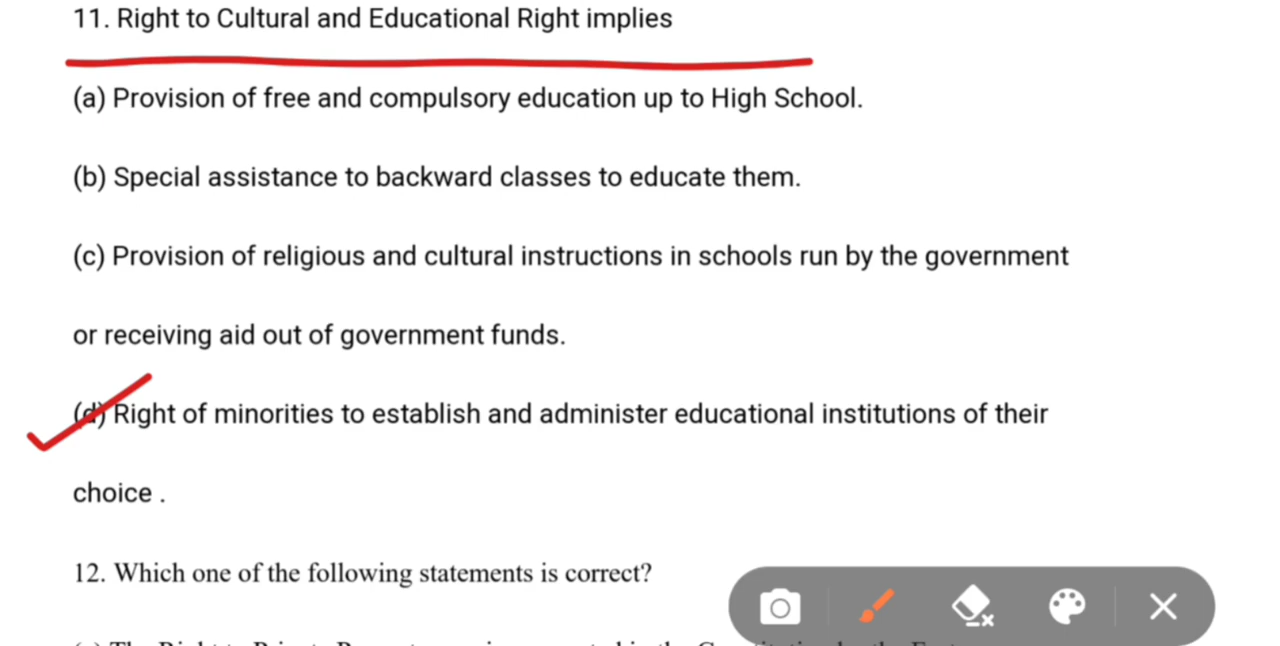 11. Right to Cultural and Educational Right implies
(a) Provision of free and compulsory education up to High School.
(b) Special assistance to backward classes to educate them.
(c) Provision of religious and cultural instructions in schools run by the government
or receiving aid out of government funds.
(d) Right of minorities to establish and administer educational institutions of their
choice .
12. Which one of the following statements is correct?